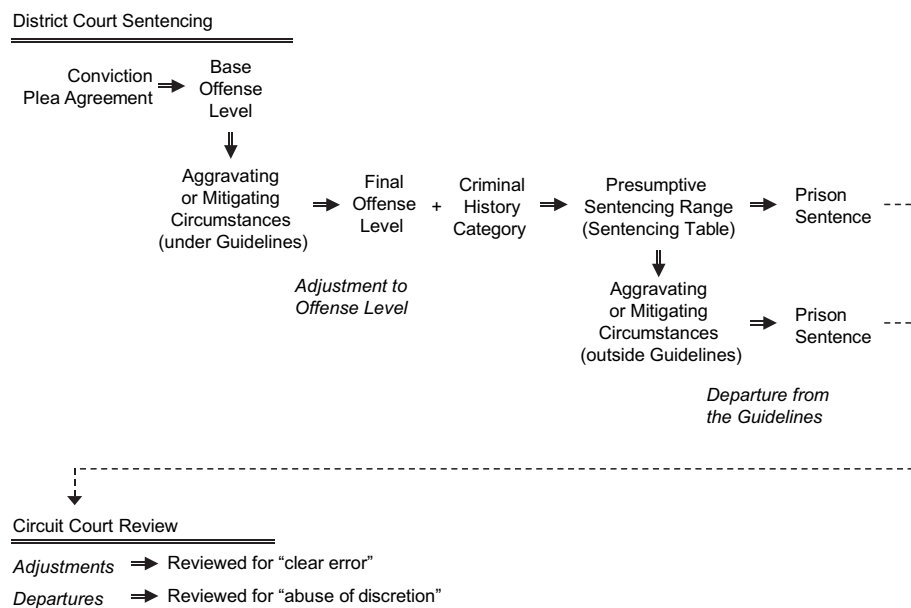 District Court Sentencing
Conviction
Plea Agreement
Base
Offense
Level
Aggravating
or Mitigating
Circumstances
(under Guidelines)
Final
Offense
Level
+
Criminal
History
Category
Presumptive
Sentencing Range
(Sentencing Table)
Prison
Sentence
Adjustment to
Offense Level
Aggravating
or Mitigating
Circumstances
(outside Guidelines)
Prison
Sentence
Departure from
the Guidelines
Circuit Court Review
Adjustments
Reviewed for “clear error”
Departures
Reviewed for “abuse of discretion”